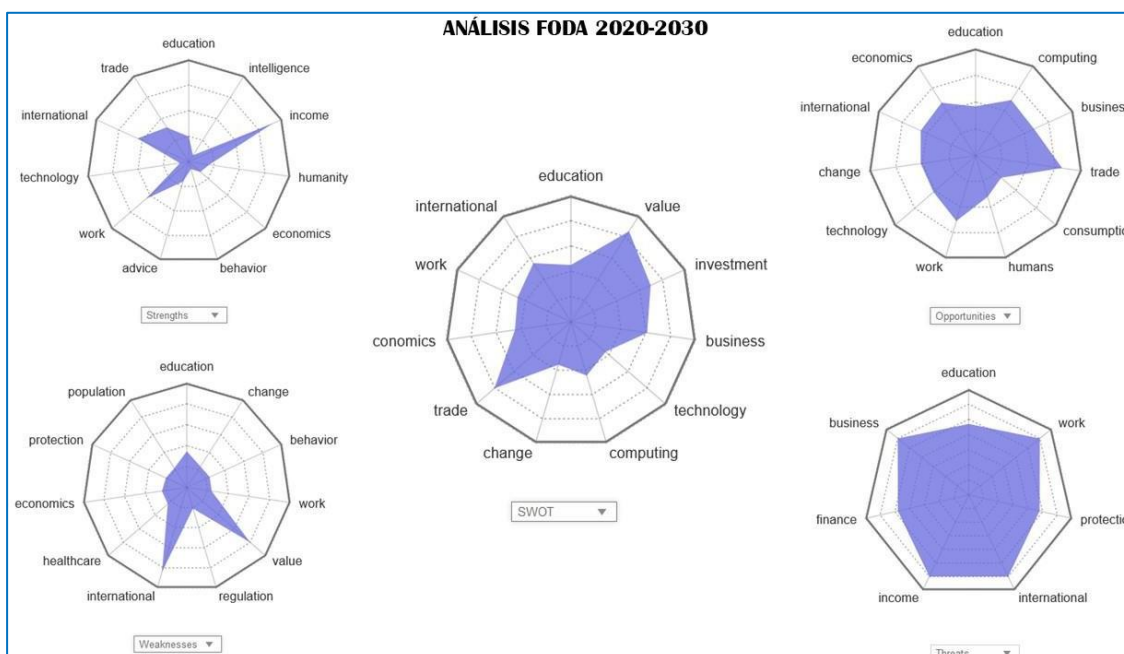 ANÁLISIS FODA 2020-2030
education
trade
intelligence
international
income
technology
humanity
work
economics
advice
behavior
Strengths
education
population
change
protection
behavior
economics
work
healthcare
value
international
regulation
Weaknesses
education
international
value
work
investment
conomics
business
trade
technology
change
computing
SWOT
education
economics
computing
international
busines
change
trade
technology
consumptio
work
humans
Opportunities
education
business
work
finance
protectio
income
international
Threats